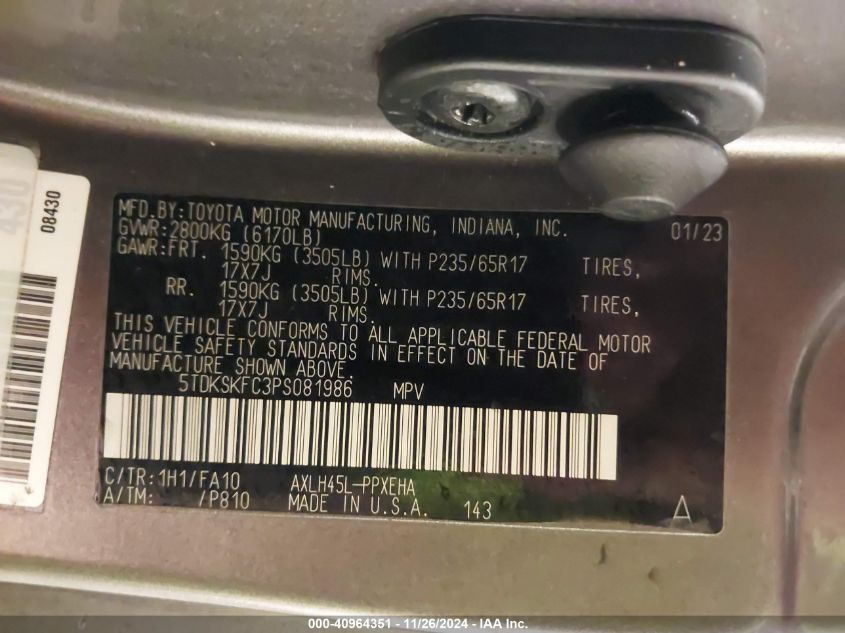 430
08430
MFD.BY:TOYOTA MOTOR MANUFACTURING, INDIANA, INC. 01/23
GVWR:2800KG (6170LB)
GAWR:FRT. 1590KG (3505LB) WITH P235/65R17 TIRES,
17X7J RIMS.
RR. 1590KG (3505LB) WITH P235/65R17 TIRES,
17X7J RIMS.
THIS VEHICLE CONFORMS TO ALL APPLICABLE FEDERAL MOTOR
VEHICLE SAFETY STANDARDS IN EFFECT ON THE DATE OF
MANUFACTURE SHOWN ABOVE.
5TDKSKFC3PS081986 MPV
C/TR:1H1/FA10 AXLH45L-PPXEHA
A/TM: /P810 MADE IN U.S.A. 143 A
000-40964351 - 11/26/2024 - IAA Inc.